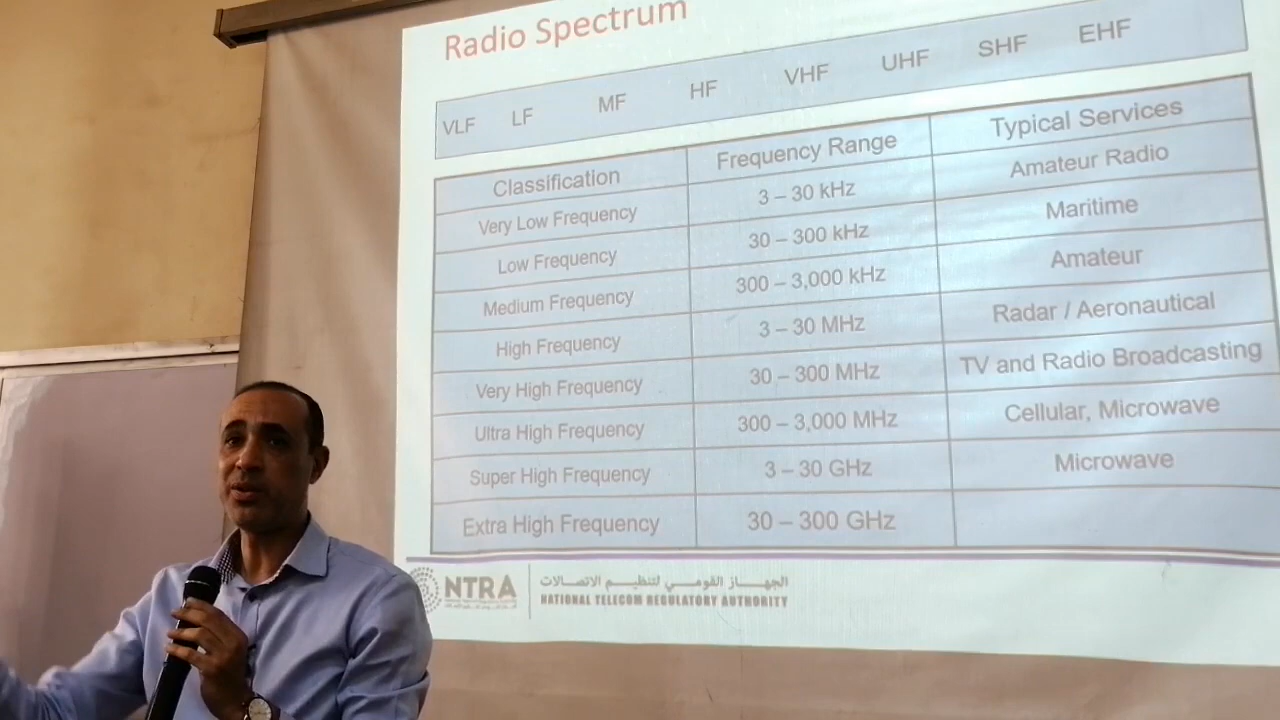 Radio Spectrum
VLF LF MF HF VHF UHF SHF EHF
Classification Frequency Range Typical Services
Very Low Frequency 3 – 30 kHz Amateur Radio
Low Frequency 30 – 300 kHz Maritime
Medium Frequency 300 – 3,000 kHz Amateur
High Frequency 3 – 30 MHz Radar / Aeronautical
Very High Frequency 30 – 300 MHz TV and Radio Broadcasting
Ultra High Frequency 300 – 3,000 MHz Cellular, Microwave
Super High Frequency 3 – 30 GHz Microwave
Extra High Frequency 30 – 300 GHz
NTRA
الجهاز القومي لتنظيم الاتصالات
NATIONAL TELECOM REGULATORY AUTHORITY